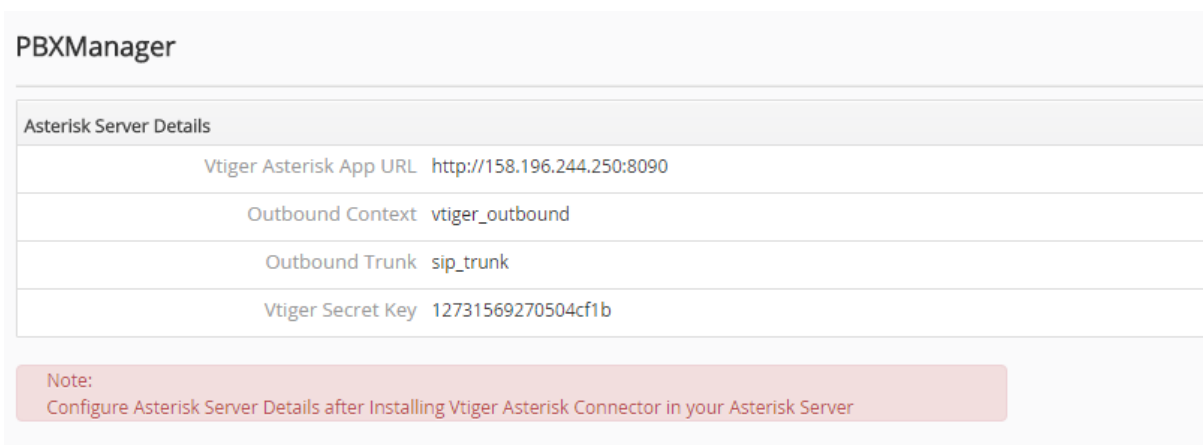 PBXManager
Asterisk Server Details
Vtiger Asterisk App URL http://158.196.244.250:8090
Outbound Context vtiger_outbound
Outbound Trunk sip_trunk
Vtiger Secret Key 12731569270504cf1b
Note:
Configure Asterisk Server Details after Installing Vtiger Asterisk Connector in your Asterisk Server